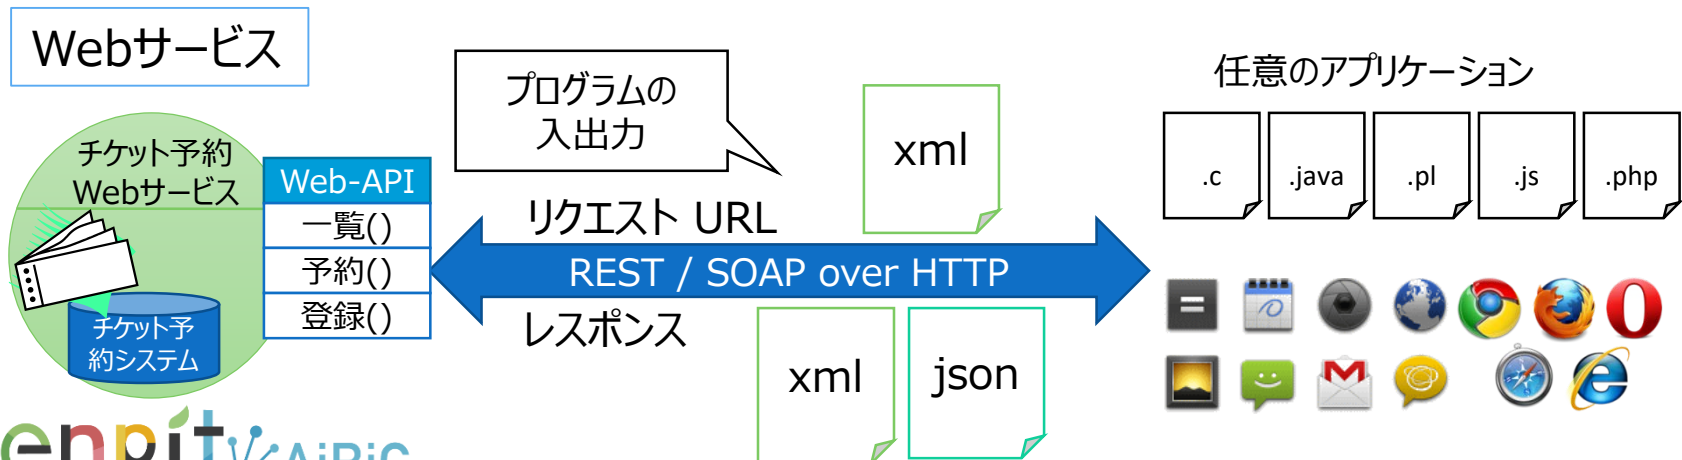 Webサービス
プログラムの
入出力
任意のアプリケーション
xml
チケット予約
Webサービス
Web-API
一覧()
予約()
登録()
チケット予
約システム
リクエスト URL
REST / SOAP over HTTP
レスポンス
xml
json
.c
.java
.pl
.js
.php
enpit
AiBiC